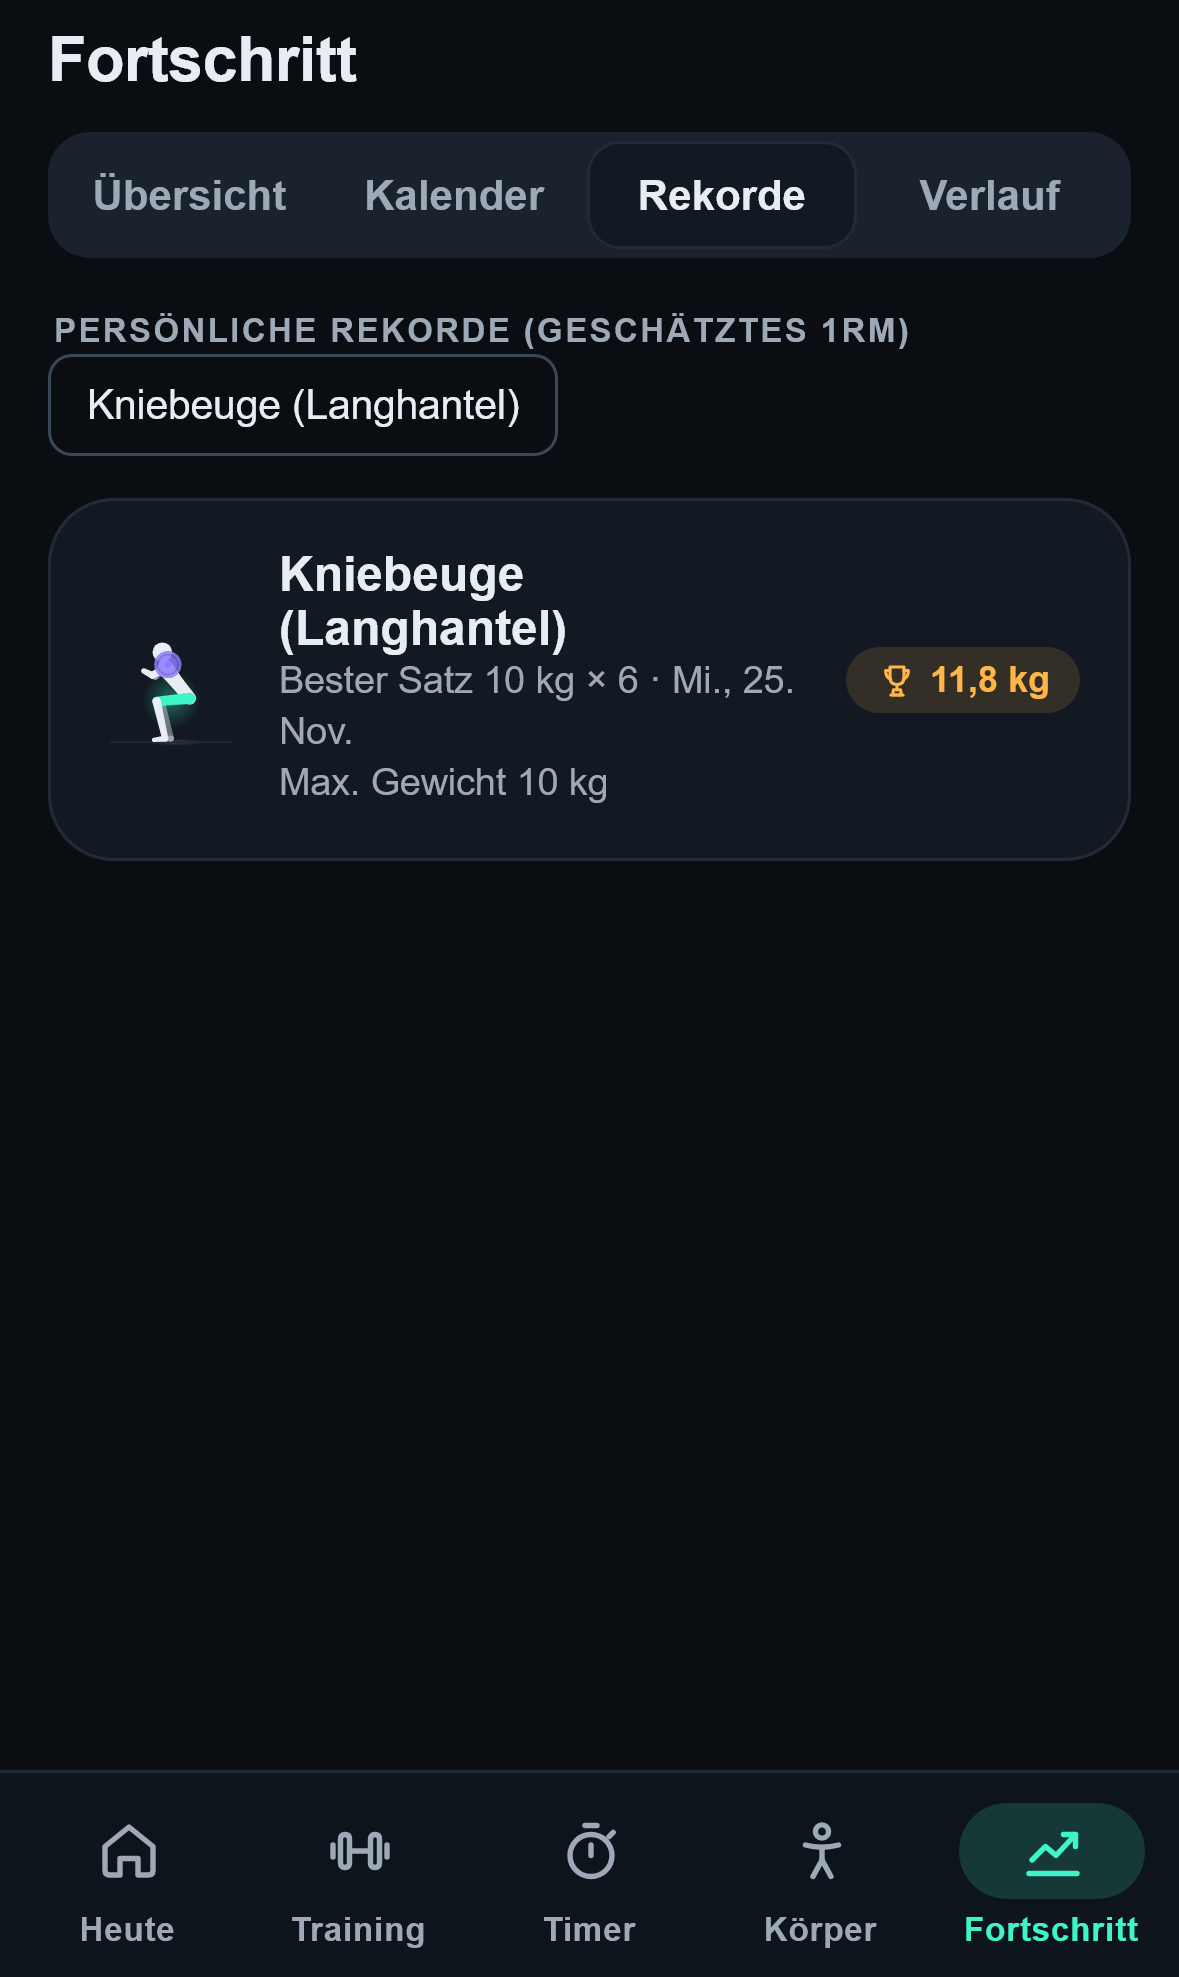 Fortschritt
Übersicht Kalender Rekorde Verlauf
PERSÖNLICHE REKORDE (GESCHÄTZTES 1RM)
Kniebeuge (Langhantel)
Kniebeuge
(Langhantel)
Bester Satz 10 kg × 6 · Mi., 25.
Nov.
Max. Gewicht 10 kg
11,8 kg
Heute Training Timer Körper Fortschritt